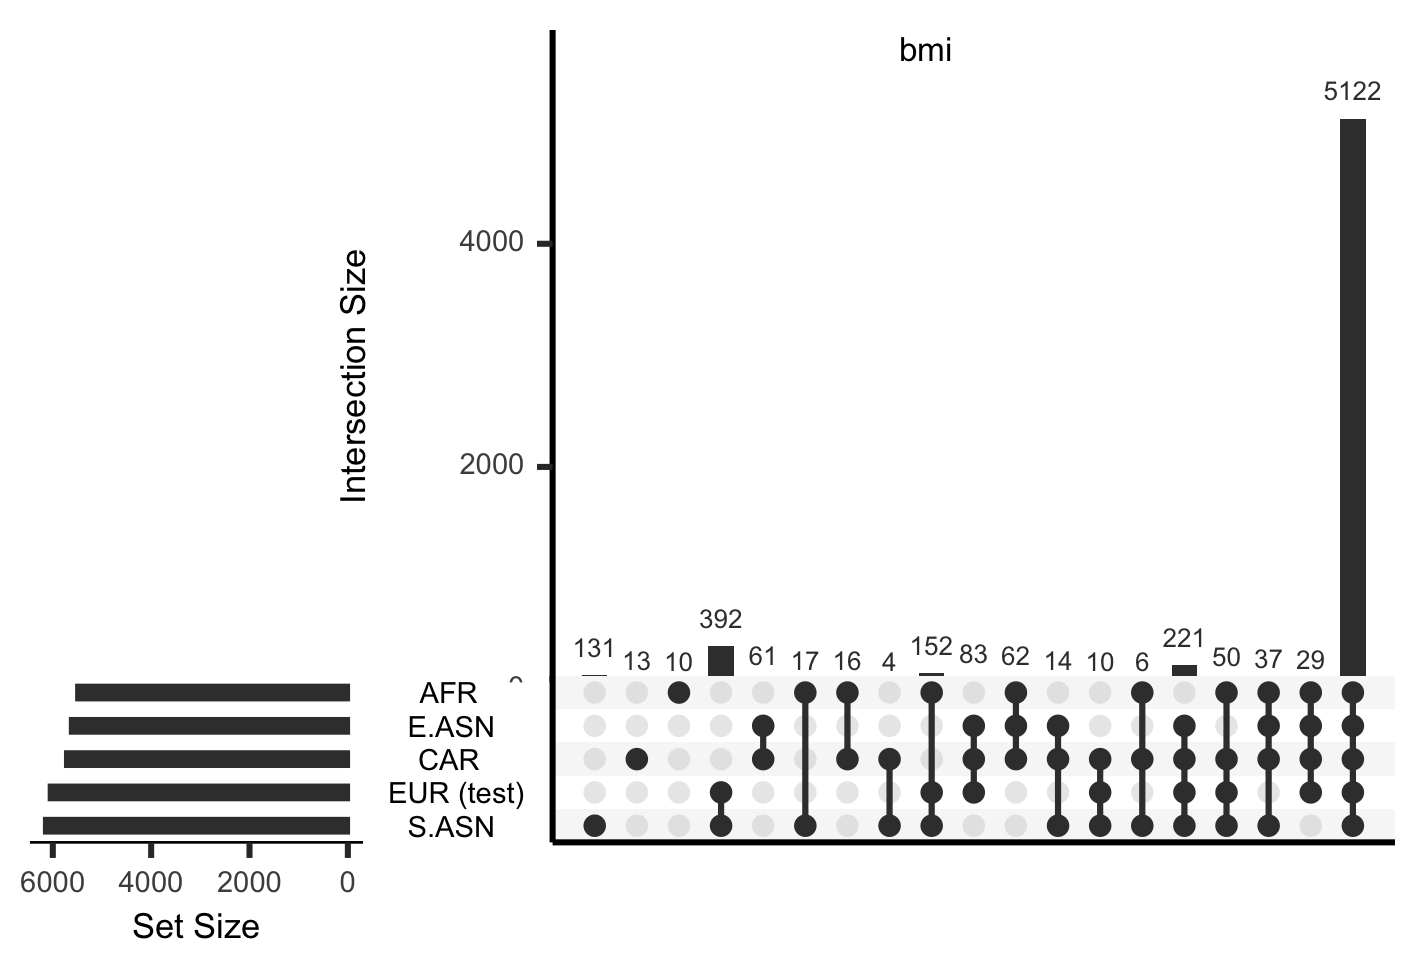 bmi
5122
4000
Intersection Size
2000
392
131 13 10 61 17 16 4 152 83 62 14 10 6 221 50 37 29
0
AFR
E.ASN
CAR
EUR (test)
S.ASN
6000 4000 2000 0
Set Size